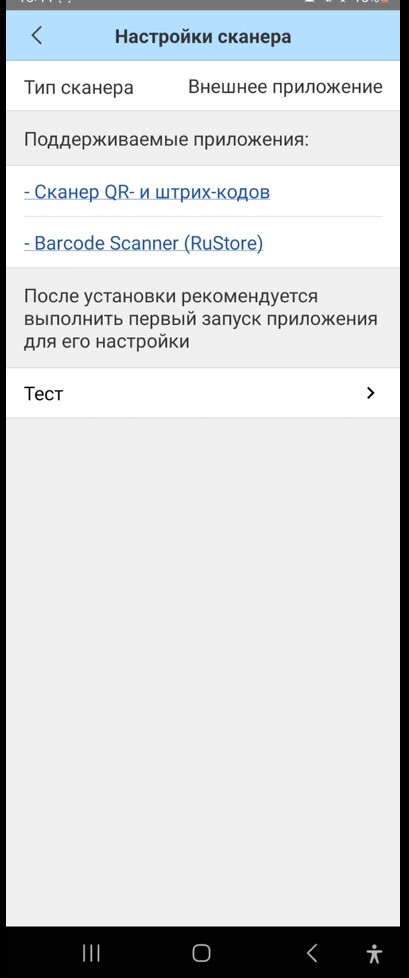 Настройки сканера
Тип сканера
Внешнее приложение
Поддерживаемые приложения:
- Сканер QR- и штрих-кодов
- Barcode Scanner (RuStore)
После установки рекомендуется
выполнить первый запуск приложения
для его настройки
Тест